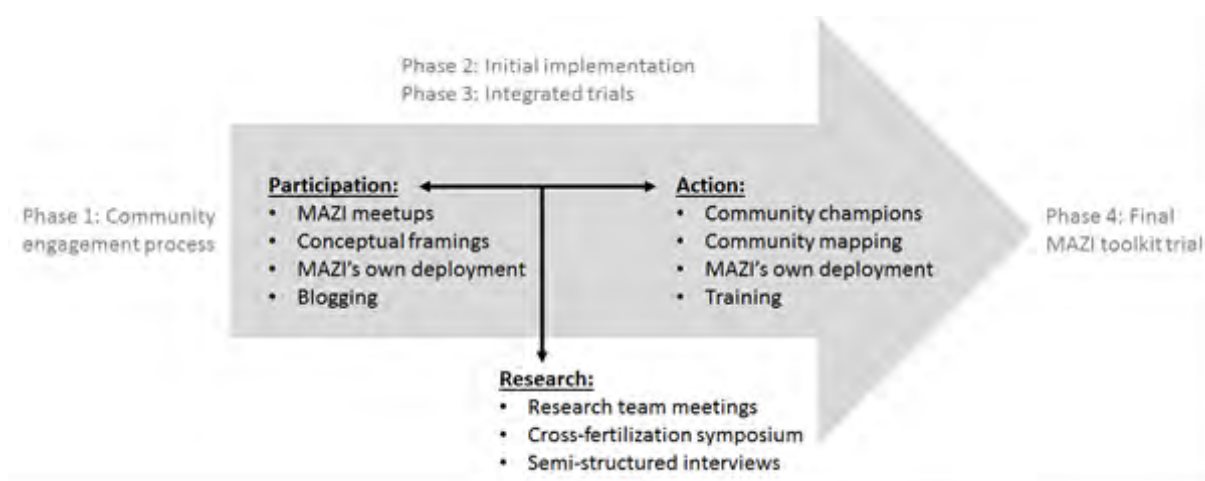 Phase 2: Initial implementation
Phase 3: Integrated trials
Phase 1: Community
engagement process
Participation:
• MAZI meetups
• Conceptual framings
• MAZI's own deployment
• Blogging
Action:
• Community champions
• Community mapping
• MAZI's own deployment
• Training
Phase 4: Final
MAZI toolkit trial
Research:
• Research team meetings
• Cross-fertilization symposium
• Semi-structured interviews